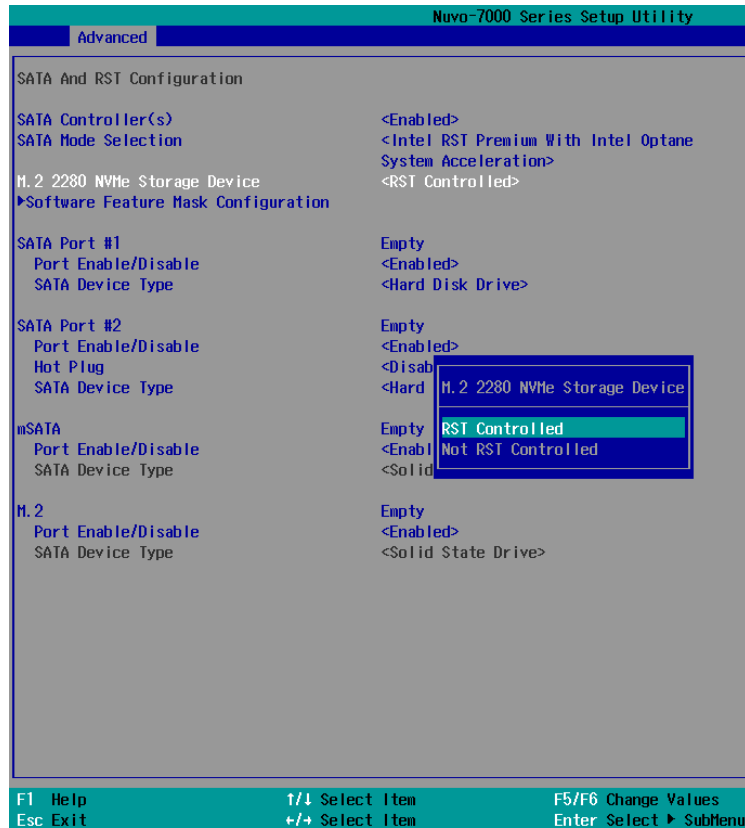 Nuvo-7000 Series Setup Utility
Advanced
SATA And RST Configuration
SATA Controller(s) <Enabled>
SATA Mode Selection <Intel RST Premium With Intel Optane
System Acceleration>
M.2 2280 NVMe Storage Device <RST Controlled>
▶Software Feature Mask Configuration
SATA Port #1 Empty
Port Enable/Disable <Enabled>
SATA Device Type <Hard Disk Drive>
SATA Port #2 Empty
Port Enable/Disable <Enabled>
Hot Plug <Disab
SATA Device Type <Hard
M.2 2280 NVMe Storage Device
RST Controlled
Not RST Controlled
mSATA Empty
Port Enable/Disable <Enabl
SATA Device Type <Solid
M.2 Empty
Port Enable/Disable <Enabled>
SATA Device Type <Solid State Drive>
F1 Help ↑/↓ Select Item F5/F6 Change Values
Esc Exit ←/→ Select Item Enter Select ▶ SubMenu